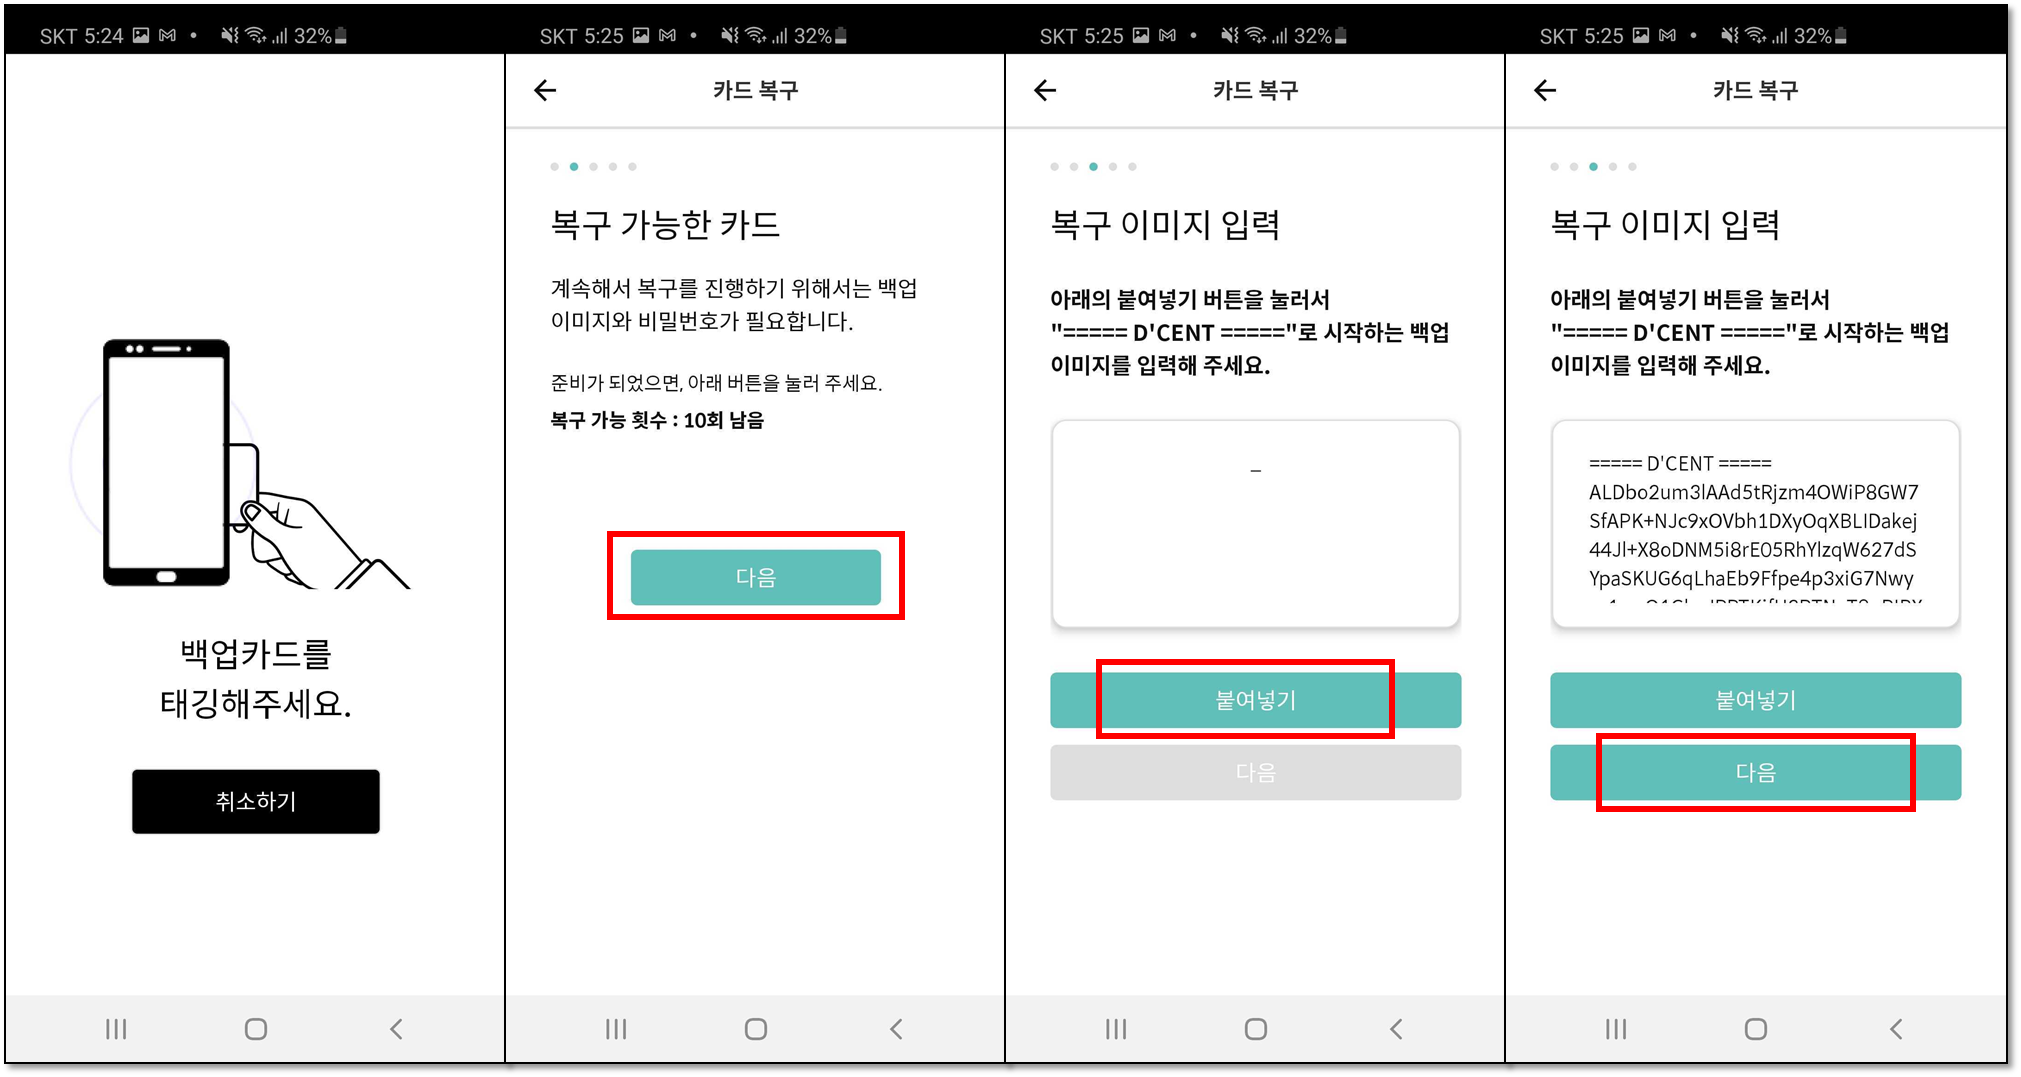 SKT 5:24
32%
백업카드를
태깅해주세요.
취소하기
SKT 5:25
32%
카드 복구
복구 가능한 카드
계속해서 복구를 진행하기 위해서는 백업
이미지와 비밀번호가 필요합니다.
준비가 되었으면, 아래 버튼을 눌러 주세요.
복구 가능 횟수 : 10회 남음
다음
SKT 5:25
32%
카드 복구
복구 이미지 입력
아래의 붙여넣기 버튼을 눌러서
"===== D'CENT ====="로 시작하는 백업
이미지를 입력해 주세요.
_
붙여넣기
다음
SKT 5:25
32%
카드 복구
복구 이미지 입력
아래의 붙여넣기 버튼을 눌러서
"===== D'CENT ====="로 시작하는 백업
이미지를 입력해 주세요.
===== D'CENT =====
ALDbo2um3lAAd5tRjzm4OWiP8GW7
SfAPK+NJc9xOVbh1DXyOqXBLIDakej
44Jl+X8oDNM5i8rE05RhYlzqW627dS
YpaSKUG6qLhaEb9Ffpe4p3xiG7Nwy
붙여넣기
다음